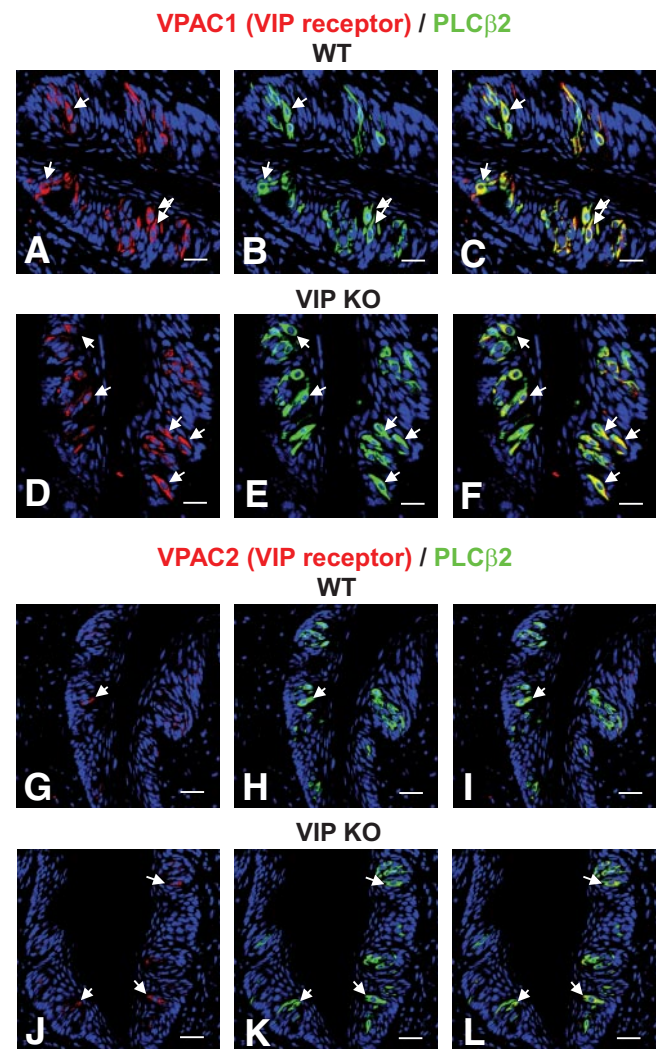 VPAC1 (VIP receptor) / PLCβ2
WT
A B C
VIP KO
D E F
VPAC2 (VIP receptor) / PLCβ2
WT
G H I
VIP KO
J K L